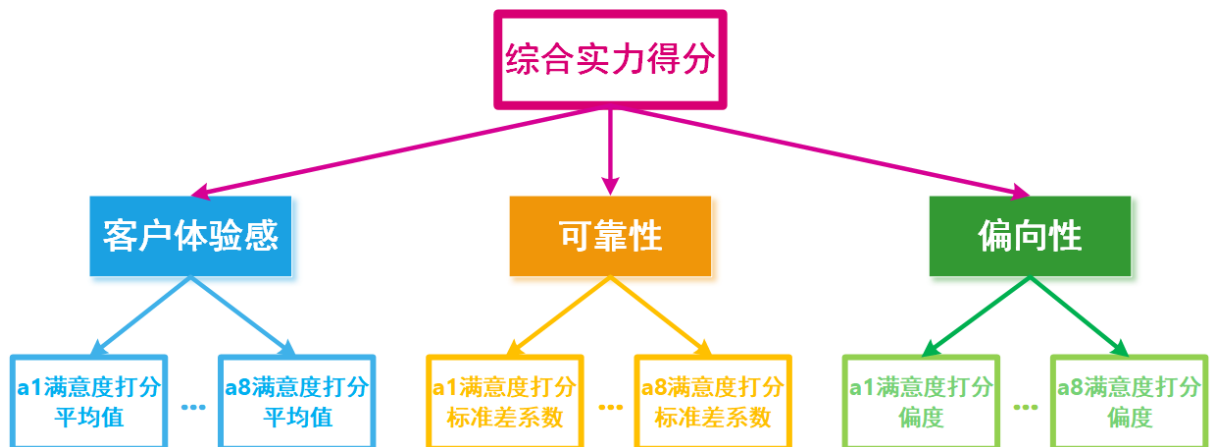 综合实力得分
客户体验感
可靠性
偏向性
a1满意度打分
平均值
...
a8满意度打分
平均值
a1满意度打分
标准差系数
...
a8满意度打分
标准差系数
a1满意度打分
偏度
...
a8满意度打分
偏度